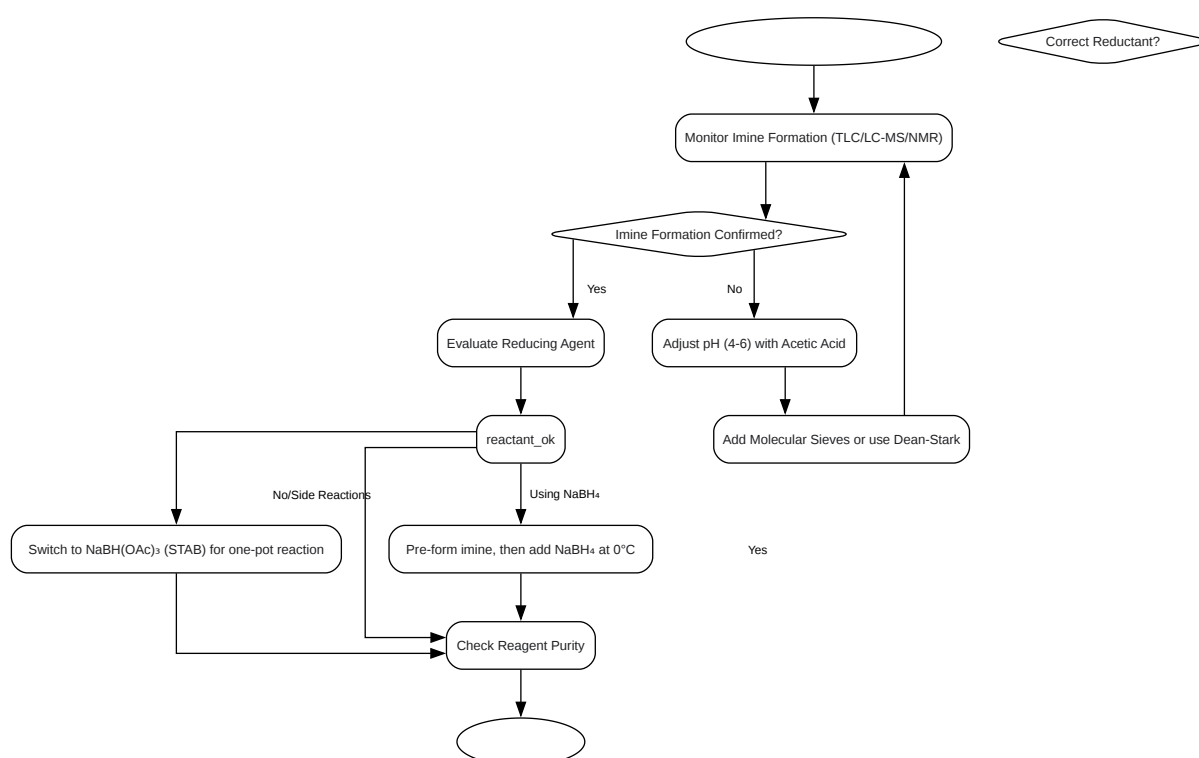 Correct Reductant?
Monitor Imine Formation (TLC/LC-MS/NMR)
Imine Formation Confirmed?
Yes
No
Evaluate Reducing Agent
Adjust pH (4-6) with Acetic Acid
reactant_ok
Add Molecular Sieves or use Dean-Stark
No/Side Reactions
Using NaBH₄
Switch to NaBH(OAc)₃ (STAB) for one-pot reaction
Pre-form imine, then add NaBH₄ at 0°C
Yes
Check Reagent Purity